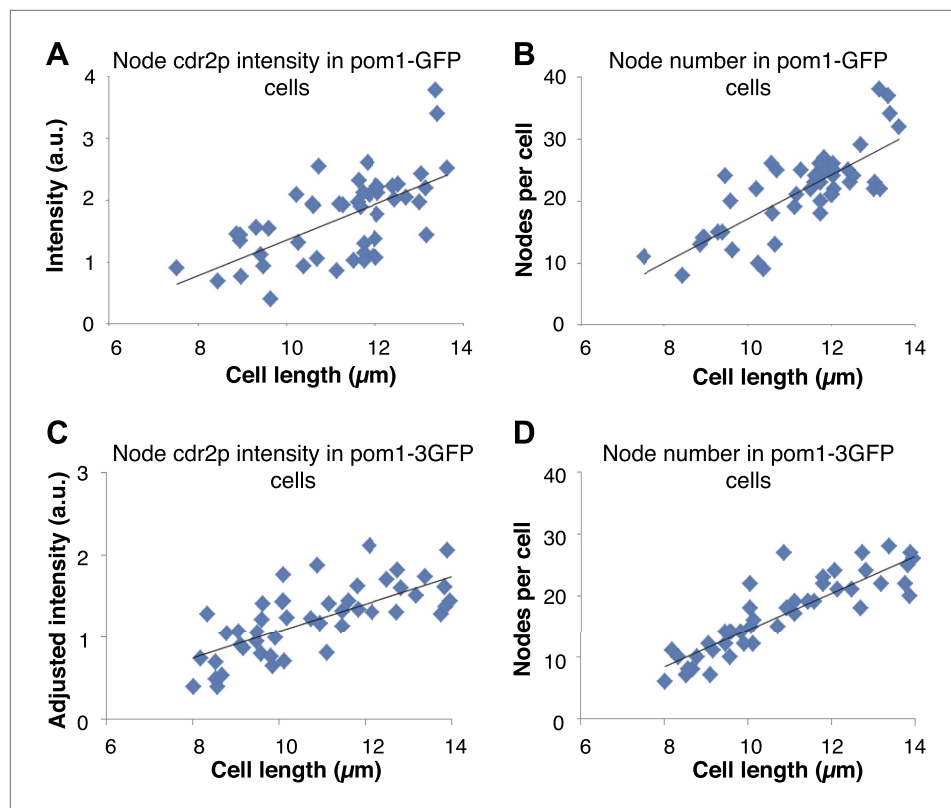 A
Node cdr2p intensity in pom1-GFP
cells
Intensity (a.u.)
4
3
2
1
0
6 8 10 12 14
Cell length (µm)
B
Node number in pom1-GFP
cells
Nodes per cell
40
30
20
10
0
6 8 10 12 14
Cell length (µm)
C
Node cdr2p intensity in pom1-3GFP
cells
Adjusted intensity (a.u.)
3
2
1
0
6 8 10 12 14
Cell length (µm)
D
Node number in pom1-3GFP
cells
Nodes per cell
40
30
20
10
0
6 8 10 12 14
Cell length (µm)